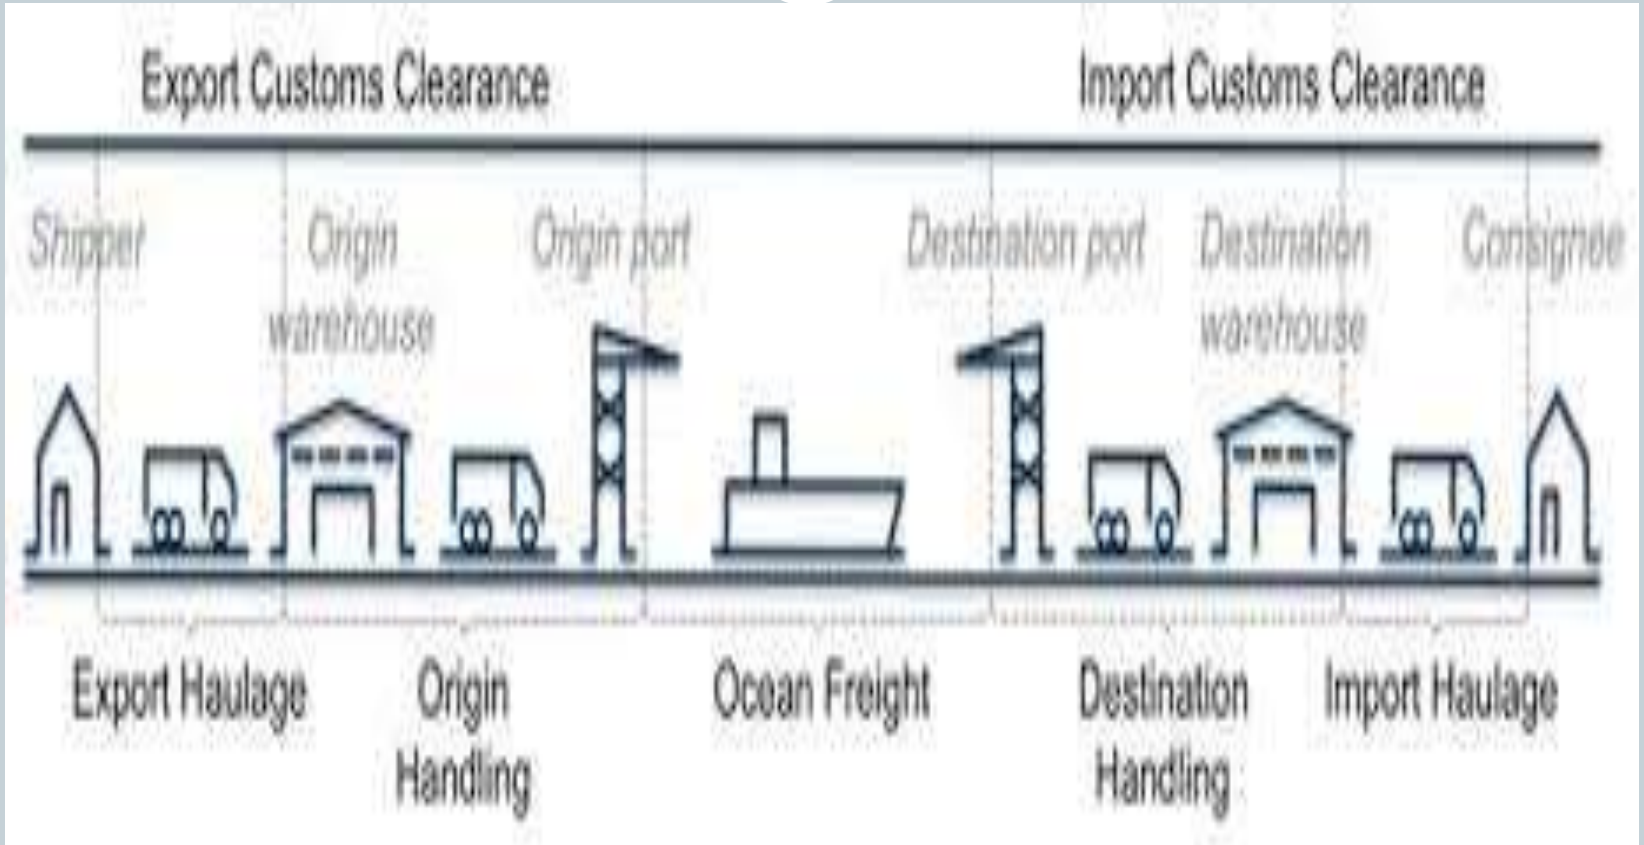 Export Customs Clearance
Import Customs Clearance
Shipper
Origin
warehouse
Origin port
Destination port
Destination
warehouse
Consignee
Export Haulage
Origin
Handling
Ocean Freight
Destination
Handling
Import Haulage